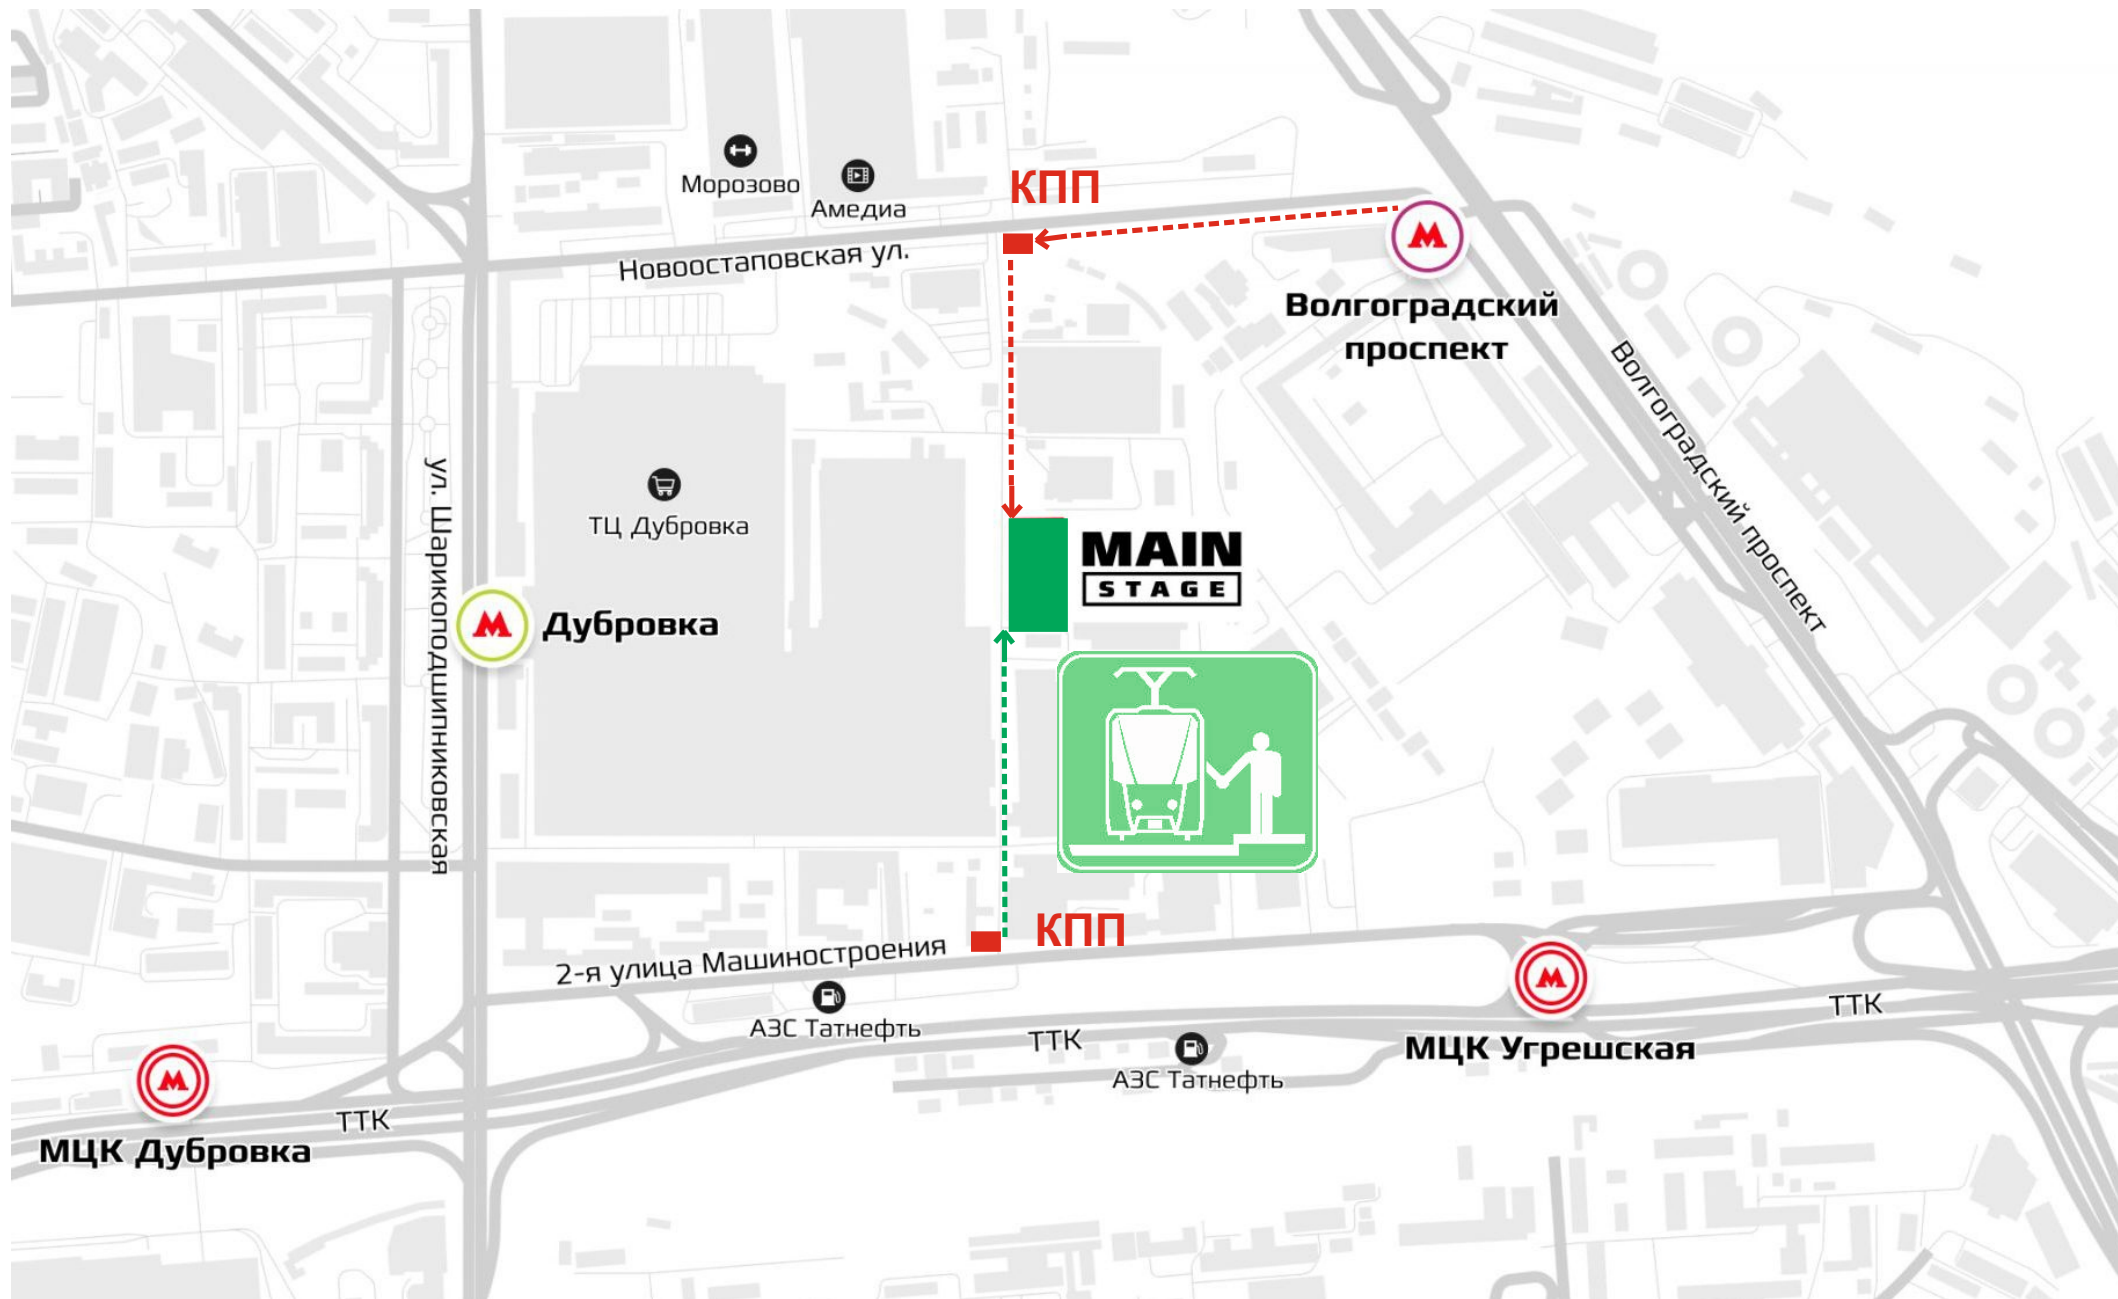 Морозово
Амедиа
КПП
Новоостаповская ул.
Волгоградский
проспект
Волгоградский проспект
ул. Шарикоподшипниковская
ТЦ Дубровка
MAIN
STAGE
Дубровка
КПП
2-я улица Машиностроения
АЗС Татнефть
ТТК
АЗС Татнефть
МЦК Угрешская
ТТК
ТТК
МЦК Дубровка